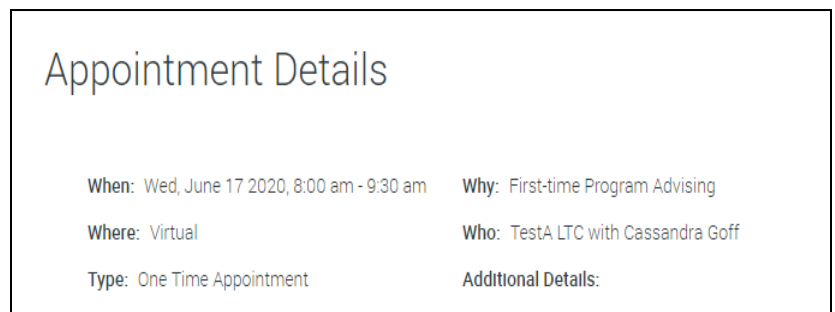 Appointment Details
When: Wed, June 17 2020, 8:00 am - 9:30 am
Why: First-time Program Advising
Where: Virtual
Who: TestA LTC with Cassandra Goff
Type: One Time Appointment
Additional Details: